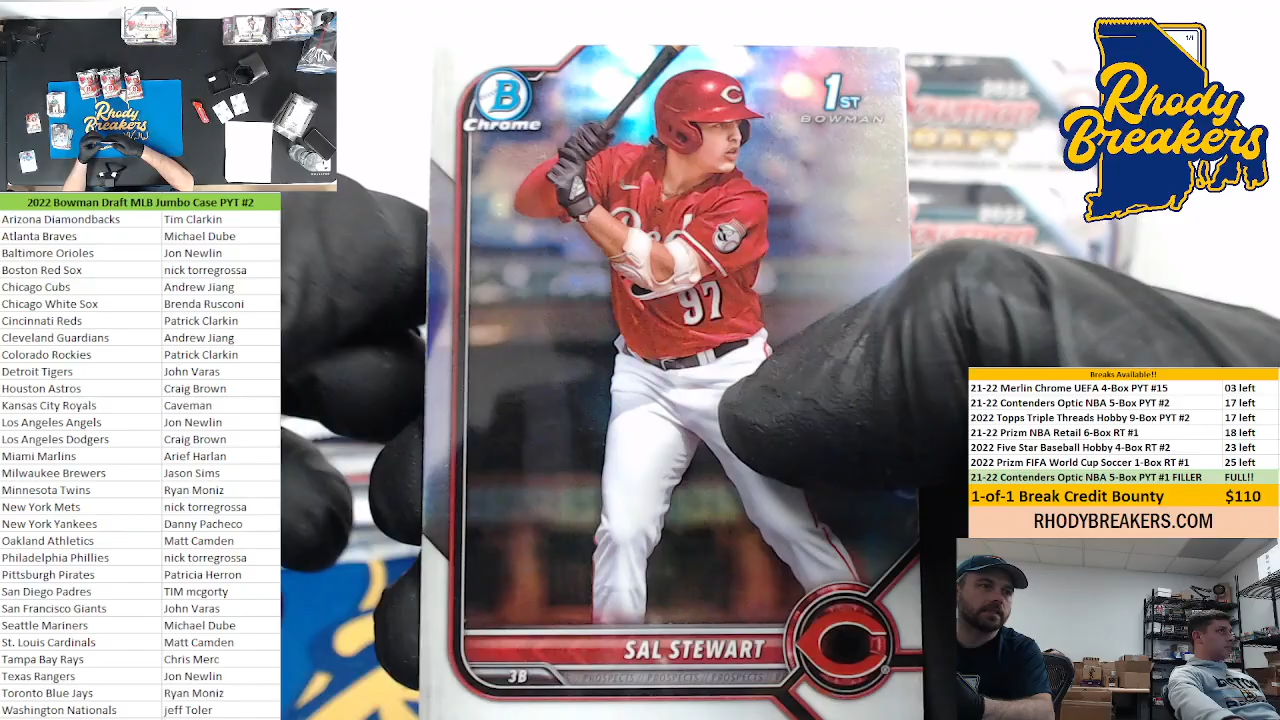 2022 Bowman Draft MLB Jumbo Case PYT #2
Arizona Diamondbacks Tim Clarkin
Atlanta Braves Michael Dube
Baltimore Orioles Jon Newlin
Boston Red Sox nick torregrossa
Chicago Cubs Andrew Jiang
Chicago White Sox Brenda Rusconi
Cincinnati Reds Patrick Clarkin
Cleveland Guardians Andrew Jiang
Colorado Rockies Patrick Clarkin
Detroit Tigers John Varas
Houston Astros Craig Brown
Kansas City Royals Caveman
Los Angeles Angels Jon Newlin
Los Angeles Dodgers Craig Brown
Miami Marlins Arief Harlan
Milwaukee Brewers Jason Sims
Minnesota Twins Ryan Moniz
New York Mets nick torregrossa
New York Yankees Danny Pacheco
Oakland Athletics Matt Camden
Philadelphia Phillies nick torregrossa
Pittsburgh Pirates Patricia Herron
San Diego Padres TIM mcgorty
San Francisco Giants John Varas
Seattle Mariners Michael Dube
St. Louis Cardinals Matt Camden
Tampa Bay Rays Chris Merc
Texas Rangers Jon Newlin
Toronto Blue Jays Ryan Moniz
Washington Nationals Jeff Toler
Rhody
Breakers
B
Chrome
1ST
BOWMAN
97
SAL STEWART
3B
PROSPECTS // PROSPECTS // PROSPECTS // PROSPECTS
C
2022
2022
1/1
Rhody
Breakers
Breaks Available!!
21-22 Merlin Chrome UEFA 4-Box PYT #15 03 left
21-22 Contenders Optic NBA 5-Box PYT #2 17 left
2022 Topps Triple Threads Hobby 9-Box PYT #2 17 left
21-22 Prizm NBA Retail 6-Box RT #1 18 left
2022 Five Star Baseball Hobby 4-Box RT #2 23 left
2022 Prizm FIFA World Cup Soccer 1-Box RT #1 25 left
21-22 Contenders Optic NBA 5-Box PYT #1 FILLER FULL!!
1-of-1 Break Credit Bounty $110
RHODYBREAKERS.COM